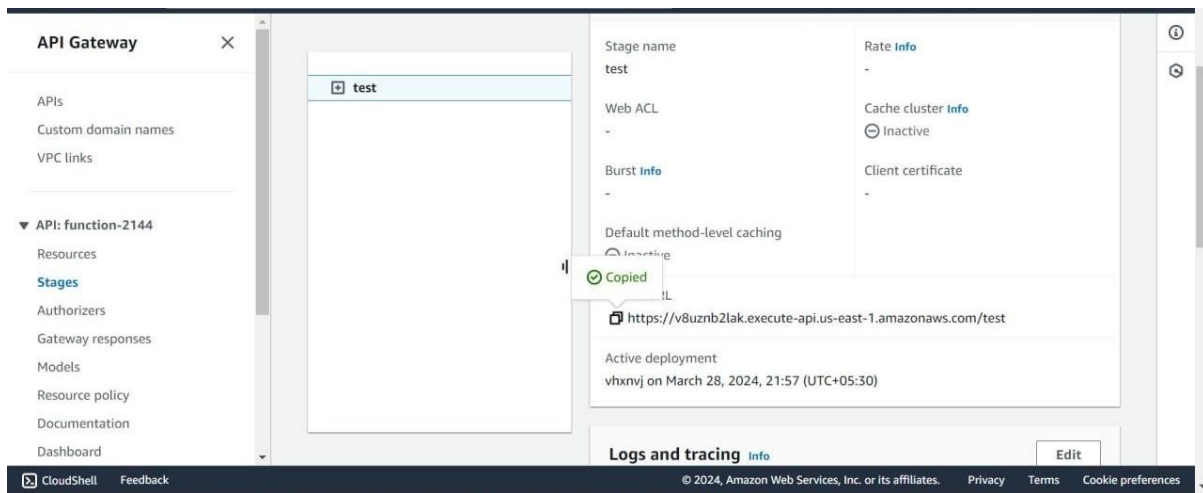 API Gateway
APIs
Custom domain names
VPC links
API: function-2144
Resources
Stages
Authorizers
Gateway responses
Models
Resource policy
Documentation
Dashboard
test
Stage name
test
Rate Info
-
Web ACL
-
Cache cluster Info
Inactive
Burst Info
-
Client certificate
-
Default method-level caching
Inactive
Copied
https://v8uznb2lak.execute-api.us-east-1.amazonaws.com/test
Active deployment
vhxnvj on March 28, 2024, 21:57 (UTC+05:30)
Logs and tracing Info
Edit
CloudShell Feedback © 2024, Amazon Web Services, Inc. or its affiliates. Privacy Terms Cookie preferences